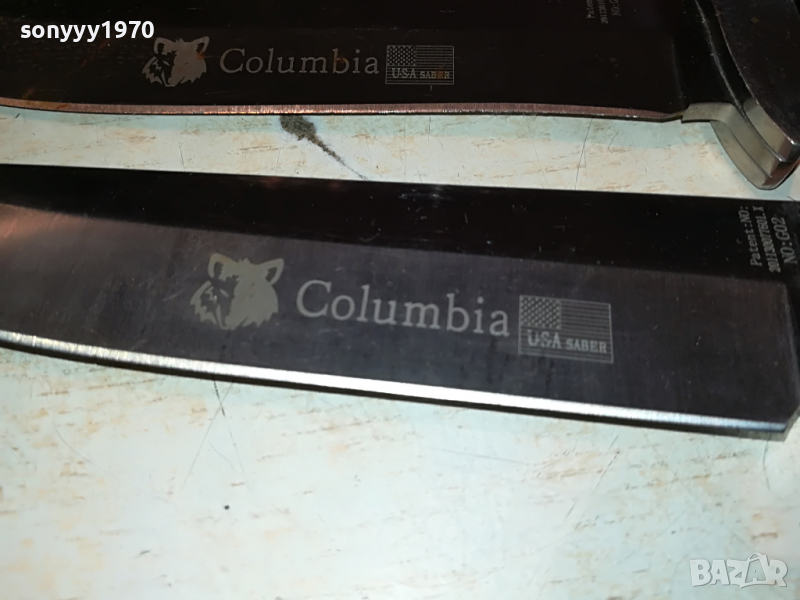 sonyyy1970
Columbia
USA SABER
Columbia
USA SABER
Patent:NO:
NO:G02
BAZAR